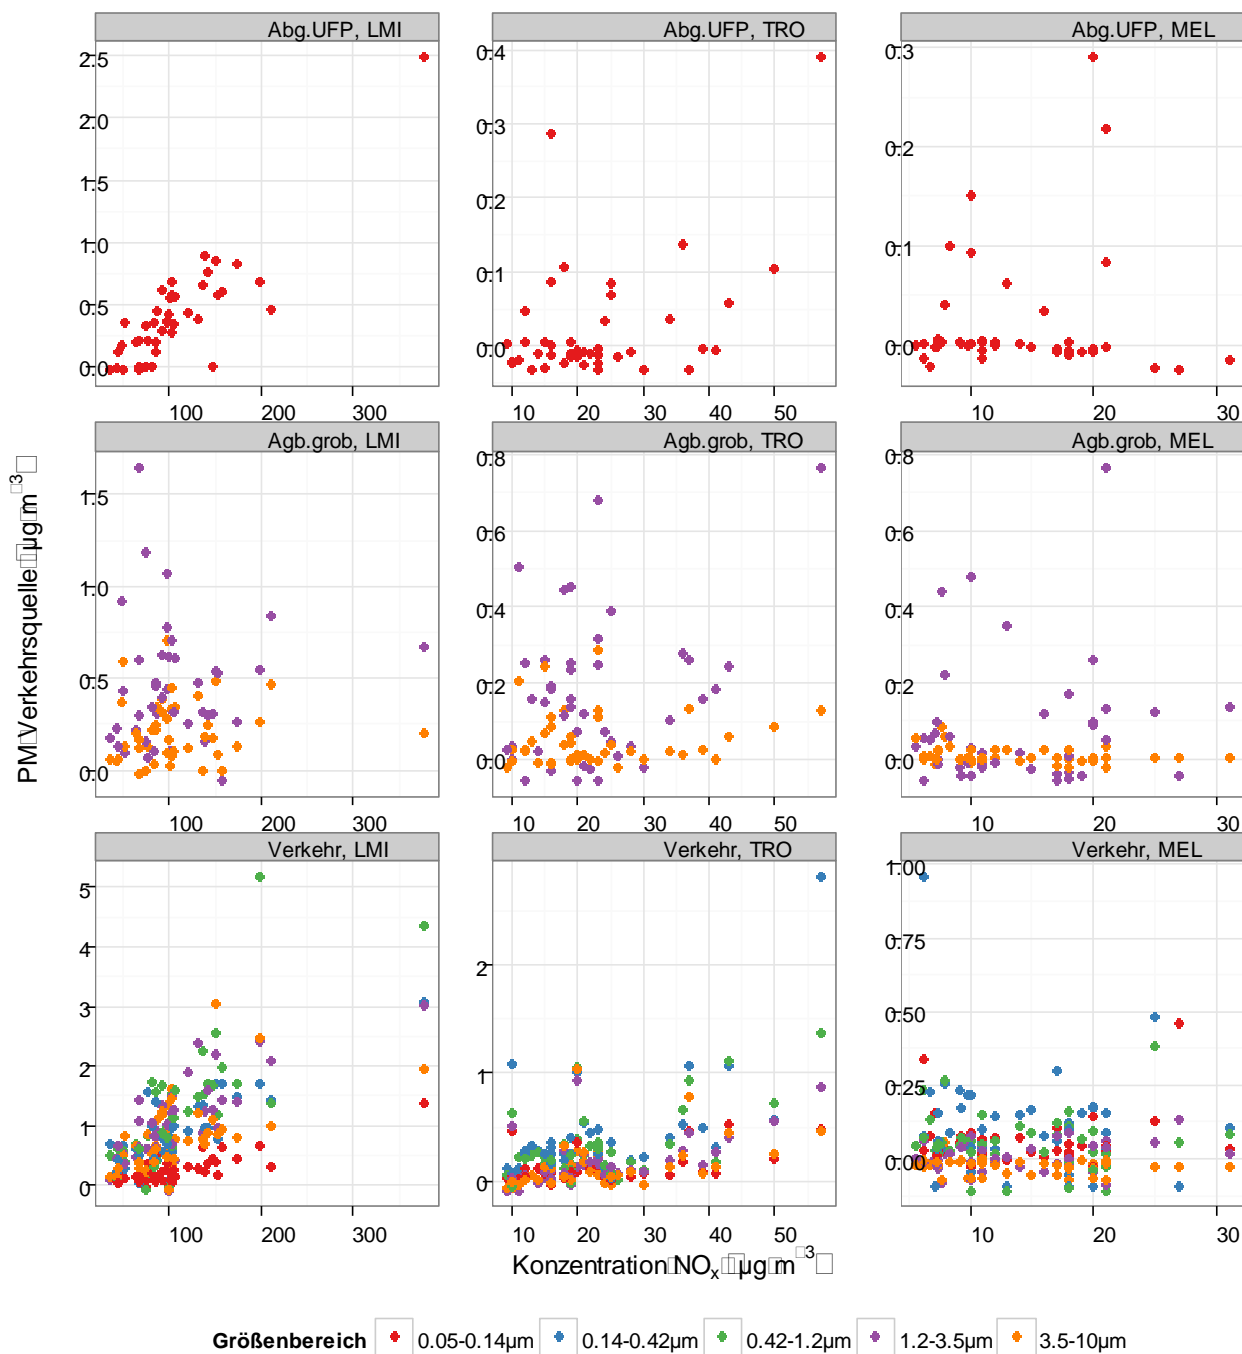 Abg.UFP, LMI
Abg.UFP, TRO
Abg.UFP, MEL
2.5
2.0
1.5
1.0
0.5
0.0
0.4
0.3
0.2
0.1
0.0
0.3
0.2
0.1
0.0
100 200 300
10 20 30 40 50
10 20 30
Agb.grob, LMI
Agb.grob, TRO
Agb.grob, MEL
1.5
1.0
0.5
0.0
0.8
0.6
0.4
0.2
0.0
0.8
0.6
0.4
0.2
0.0
100 200 300
10 20 30 40 50
10 20 30
Verkehr, LMI
Verkehr, TRO
Verkehr, MEL
5
4
3
2
1
0
2
1
0
1.00
0.75
0.50
0.25
0.00
100 200 300
10 20 30 40 50
10 20 30
PM□Verkehrsquelle□□µg□m□3□
Konzentration□NOx□□□µg□m□3□
Größenbereich 0.05-0.14µm 0.14-0.42µm 0.42-1.2µm 1.2-3.5µm 3.5-10µm